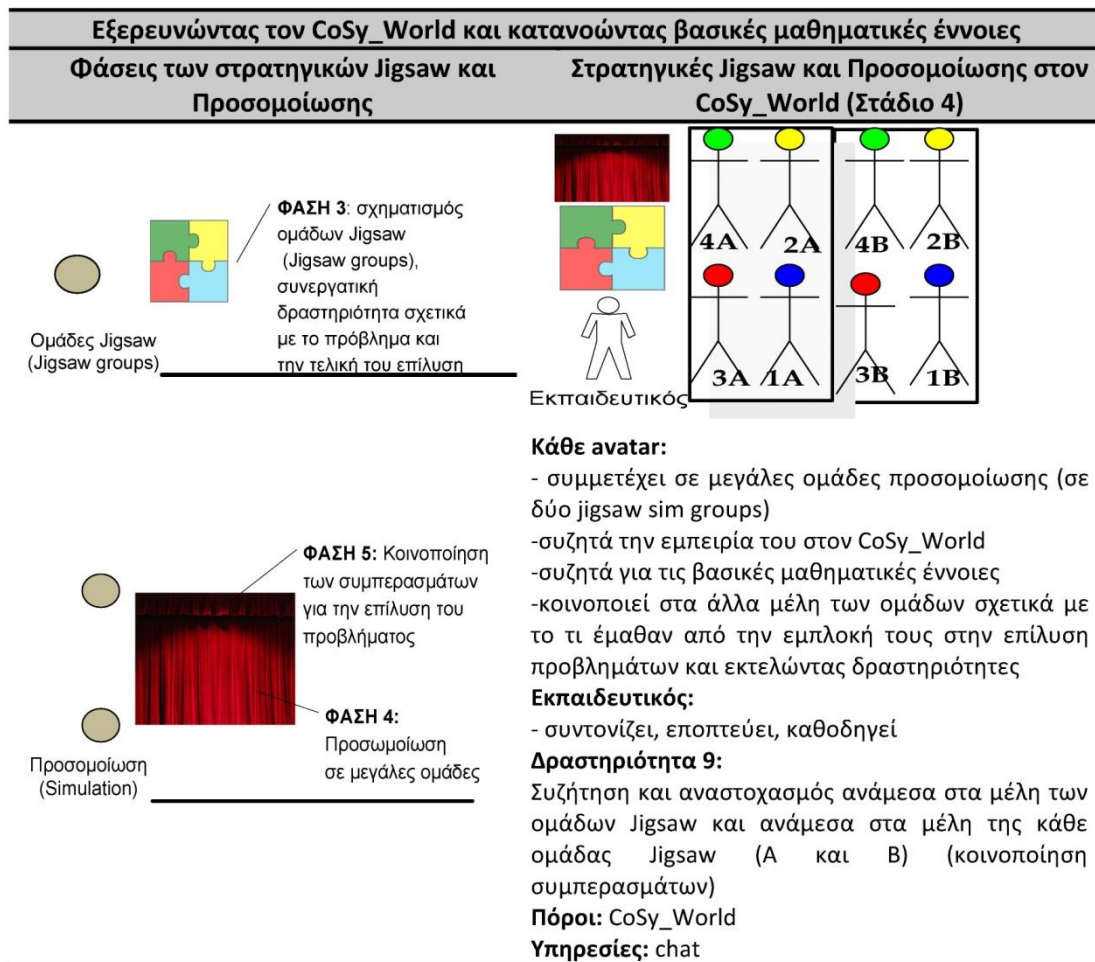 Εξερευνώντας τον CoSy_World και κατανοώντας βασικές μαθηματικές έννοιες
Φάσεις των στρατηγικών Jigsaw και
Προσομοίωσης
Στρατηγικές Jigsaw και Προσομοίωσης στον
CoSy_World (Στάδιο 4)
ΦΑΣΗ 3: σχηματισμός
ομάδων Jigsaw
(Jigsaw groups),
συνεργατική
δραστηριότητα σχετικά
με το πρόβλημα και
την τελική του επίλυση
Ομάδες Jigsaw
(Jigsaw groups)
4A
2A
4B
2B
3A
1A
3B
1B
Εκπαιδευτικός
ΦΑΣΗ 5: Κοινοποίηση
των συμπερασμάτων
για την επίλυση του
προβλήματος
ΦΑΣΗ 4:
Προσωμοίωση
σε μεγάλες ομάδες
Προσομοίωση
(Simulation)
Κάθε avatar:
- συμμετέχει σε μεγάλες ομάδες προσομοίωσης (σε
δύο jigsaw sim groups)
-συζητά την εμπειρία του στον CoSy_World
-συζητά για τις βασικές μαθηματικές έννοιες
-κοινοποιεί στα άλλα μέλη των ομάδων σχετικά με
το τι έμαθαν από την εμπλοκή τους στην επίλυση
προβλημάτων και εκτελώντας δραστηριότητες
Εκπαιδευτικός:
- συντονίζει, εποπτεύει, καθοδηγεί
Δραστηριότητα 9:
Συζήτηση και αναστοχασμός ανάμεσα στα μέλη των
ομάδων Jigsaw και ανάμεσα στα μέλη της κάθε
ομάδας Jigsaw (Α και Β) (κοινοποίηση
συμπερασμάτων)
Πόροι: CoSy_World
Υπηρεσίες: chat